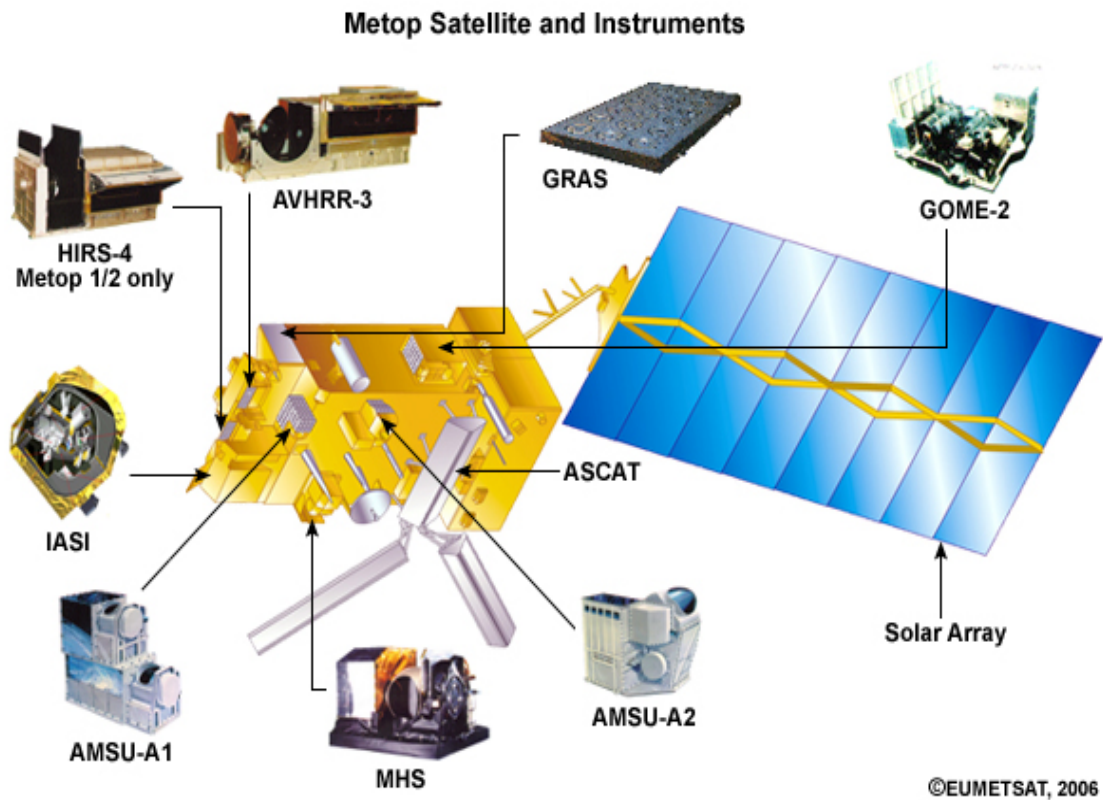 Metop Satellite and Instruments
AVHRR-3
GRAS
GOME-2
HIRS-4
Metop 1/2 only
ASCAT
IASI
Solar Array
AMSU-A1
MHS
AMSU-A2
©EUMETSAT, 2006